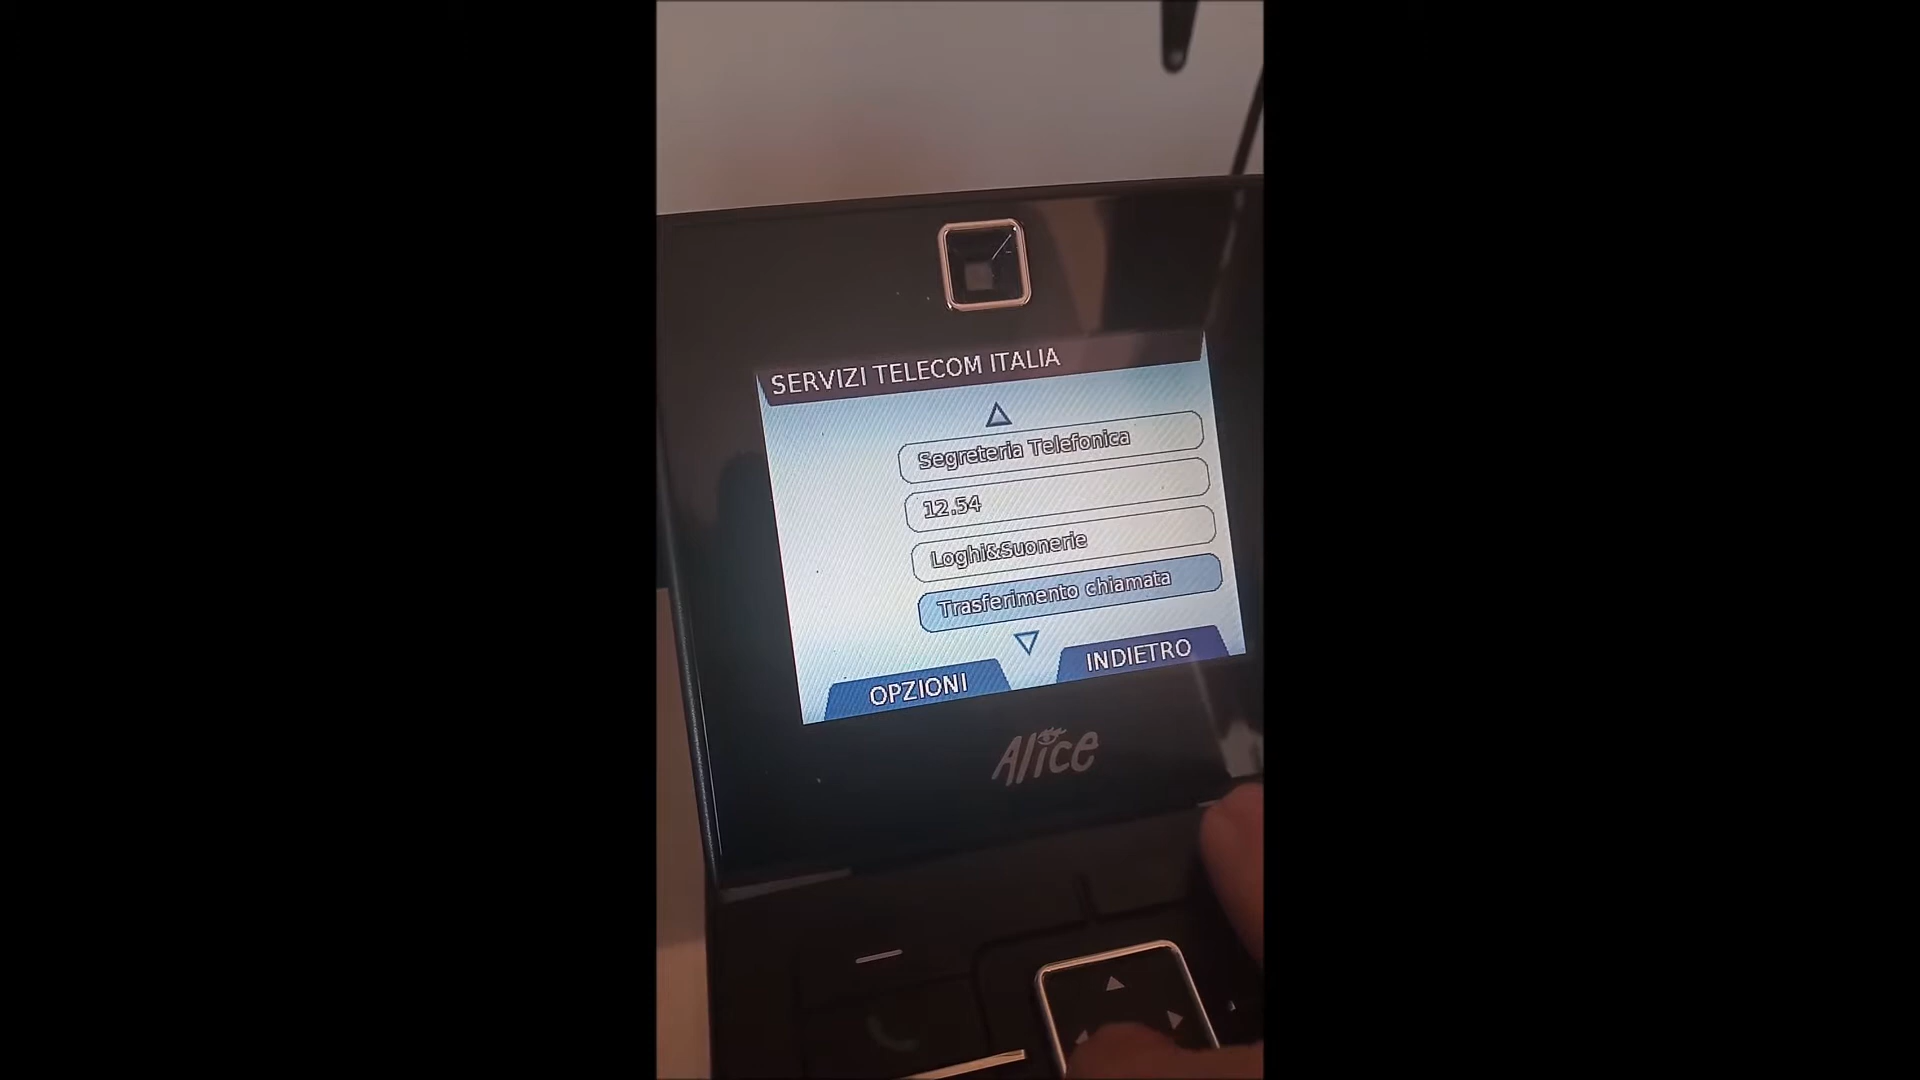 SERVIZI TELECOM ITALIA
Segreteria Telefonica
12.54
Loghi&Suonerie
Trasferimento chiamata
OPZIONI
INDIETRO
Alice